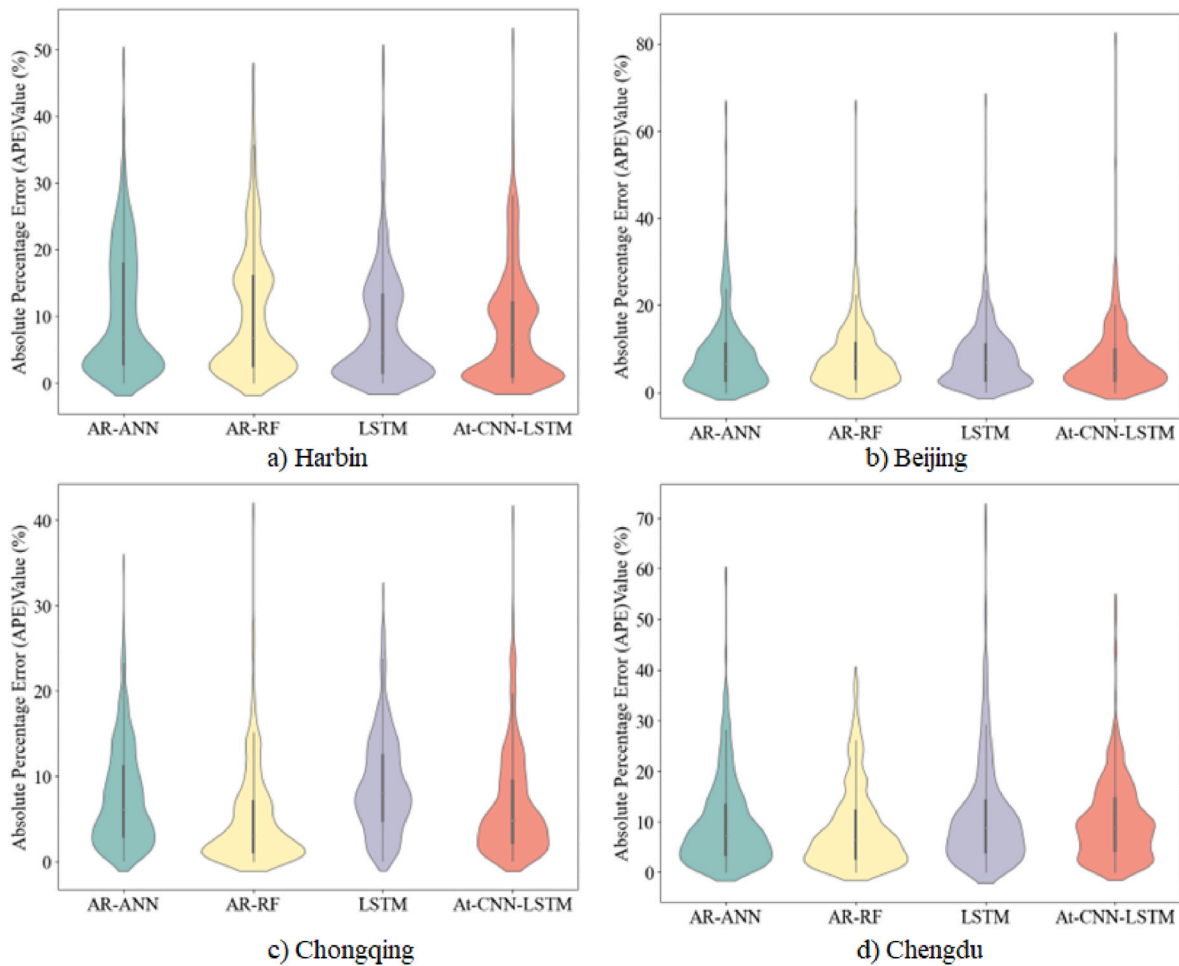 Absolute Percentage Error (APE)Value (%)
50
40
30
20
10
0
AR-ANN AR-RF LSTM At-CNN-LSTM
a) Harbin
Absolute Percentage Error (APE)Value (%)
80
60
40
20
0
AR-ANN AR-RF LSTM At-CNN-LSTM
b) Beijing
Absolute Percentage Error (APE)Value (%)
40
30
20
10
0
AR-ANN AR-RF LSTM At-CNN-LSTM
c) Chongqing
Absolute Percentage Error (APE)Value (%)
70
60
50
40
30
20
10
0
AR-ANN AR-RF LSTM At-CNN-LSTM
d) Chengdu